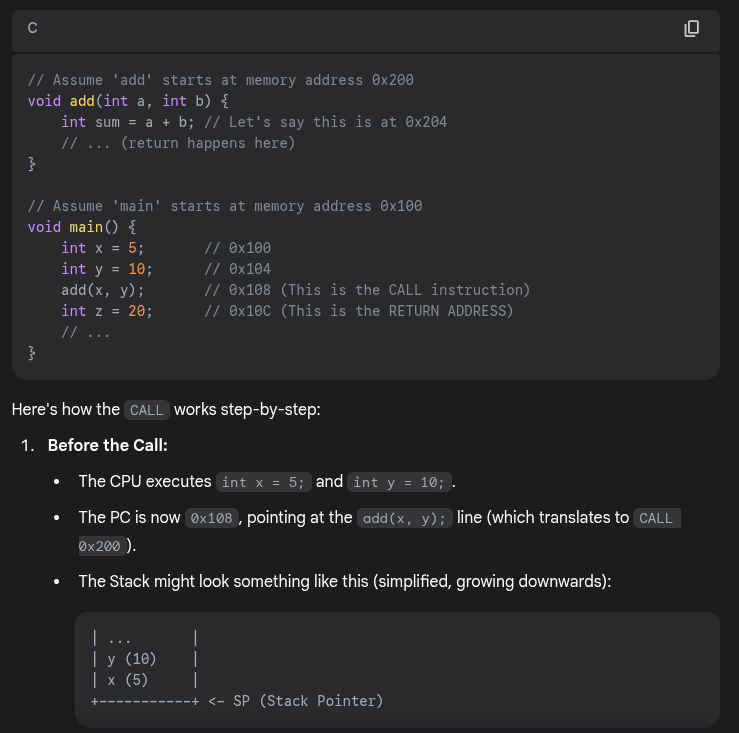 C
// Assume 'add' starts at memory address 0x200
void add(int a, int b) {
    int sum = a + b; // Let's say this is at 0x204
    // ... (return happens here)
}
// Assume 'main' starts at memory address 0x100
void main() {
    int x = 5;       // 0x100
    int y = 10;      // 0x104
    add(x, y);       // 0x108 (This is the CALL instruction)
    int z = 20;      // 0x10C (This is the RETURN ADDRESS)
    // ...
}
Here's how the CALL works step-by-step:
1. Before the Call:
• The CPU executes int x = 5; and int y = 10;.
• The PC is now 0x108, pointing at the add(x, y); line (which translates to CALL
0x200).
• The Stack might look something like this (simplified, growing downwards):
| ...       |
| y (10)    |
| x (5)     |
+-----------+ <- SP (Stack Pointer)